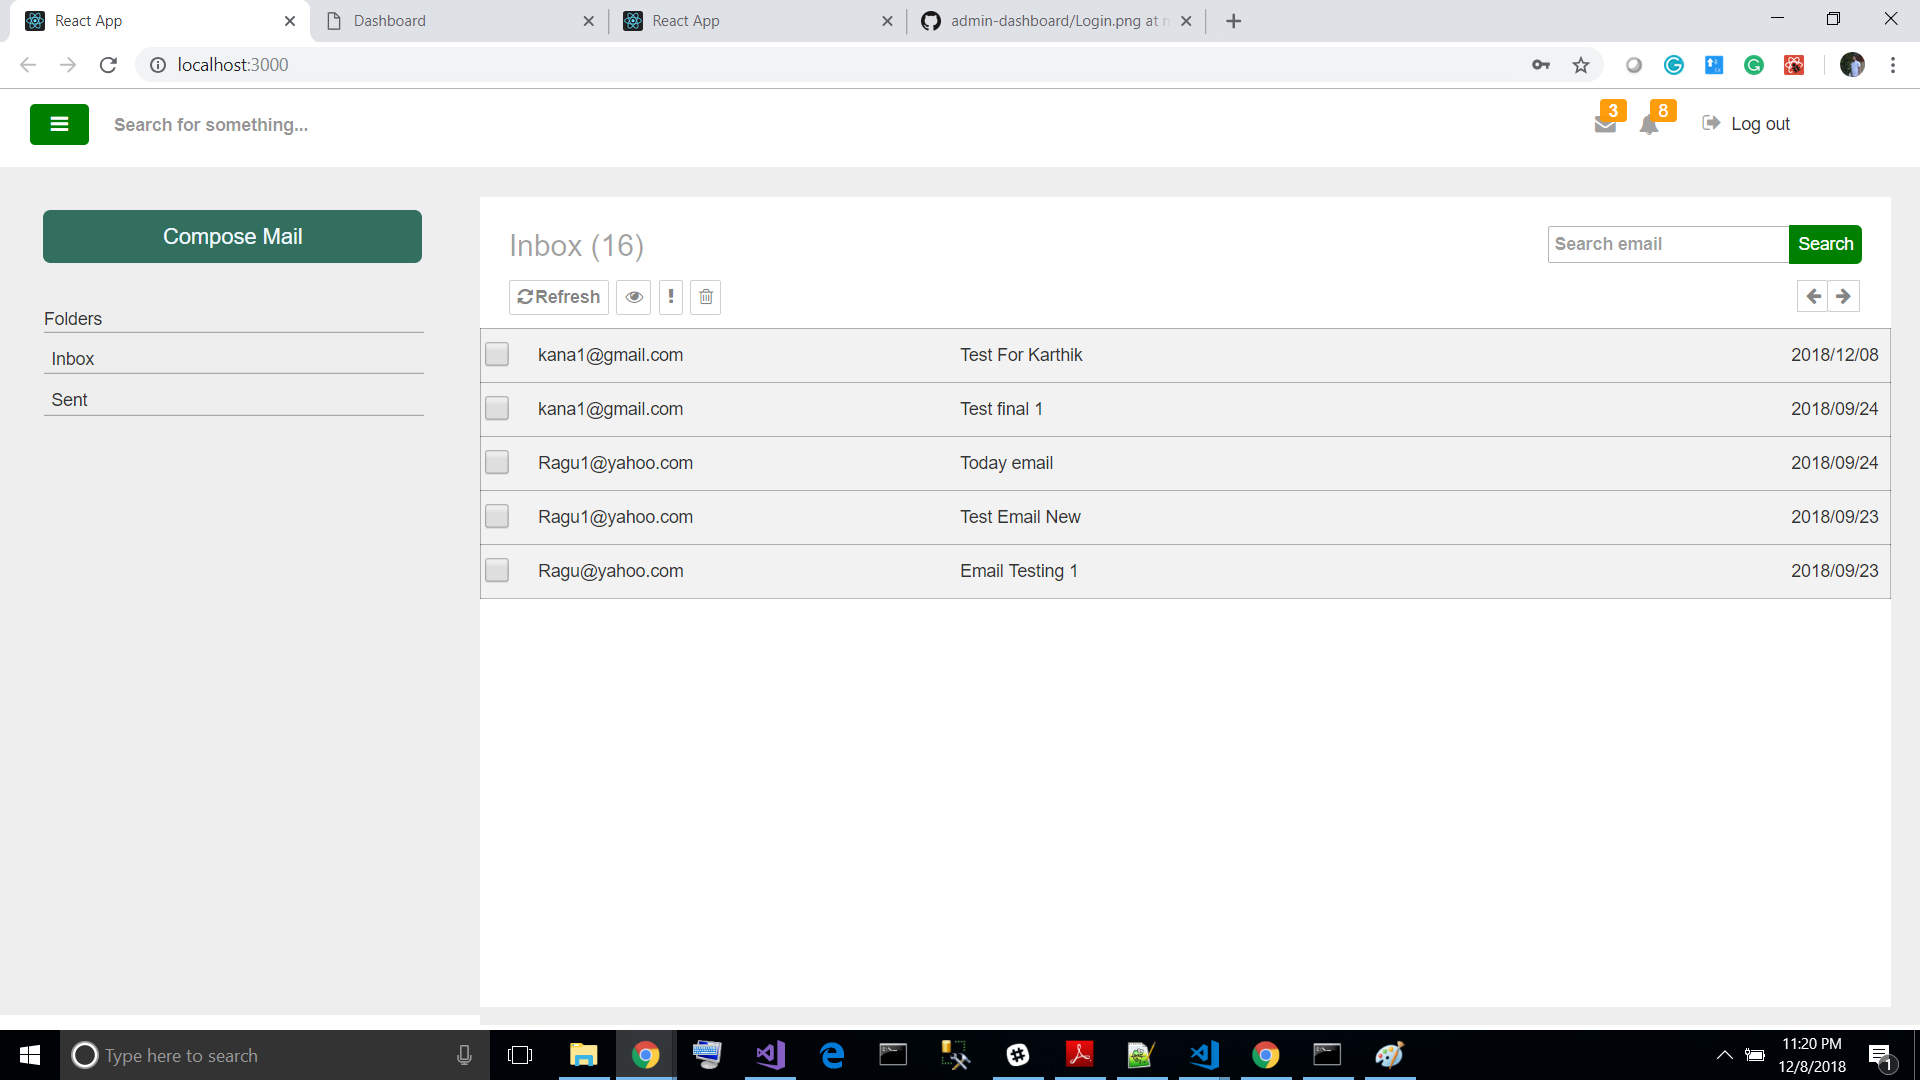 React App
Dashboard
React App
admin-dashboard/Login.png at
localhost:3000
Search for something...
3
8
Log out
Compose Mail
Inbox (16)
Search email
Search
Refresh
Folders
Inbox
Sent
kana1@gmail.com Test For Karthik 2018/12/08
kana1@gmail.com Test final 1 2018/09/24
Ragu1@yahoo.com Today email 2018/09/24
Ragu1@yahoo.com Test Email New 2018/09/23
Ragu@yahoo.com Email Testing 1 2018/09/23
Type here to search
11:20 PM
12/8/2018
1